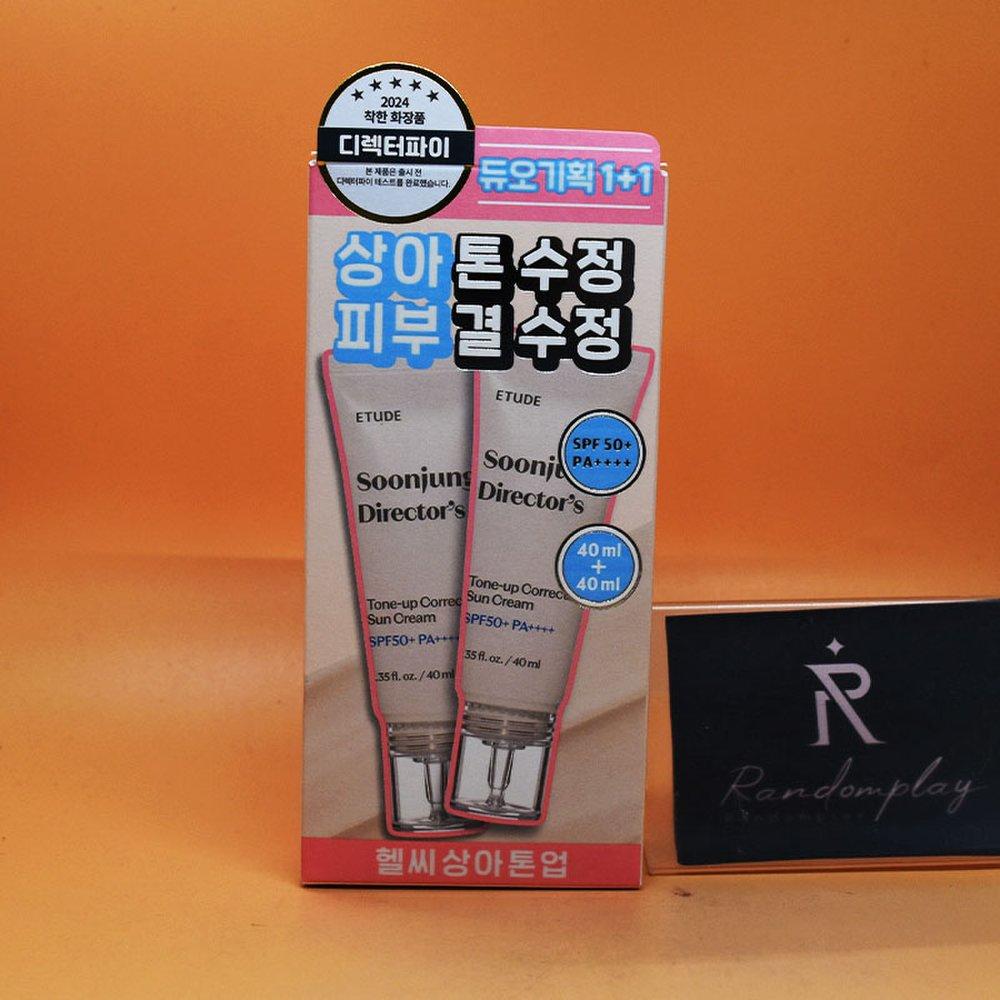 2024
착한 화장품
디렉터파이
본 제품은 출시 전
디렉터파이 테스트를 완료했습니다.
듀오기획 1+1
상아 톤 수정
피부 결 수정
ETUDE
Soonjung
Director's
Tone-up Correc
Sun Cream
SPF50+ PA++++
.35 fl. oz. / 40 ml
ETUDE
Soonju
Director's
Tone-up Correc
Sun Cream
SPF50+ PA++++
35 fl. oz. / 40 ml
SPF 50+
PA++++
40 ml
+
40 ml
헬씨 상아 톤업
R
Randomplay